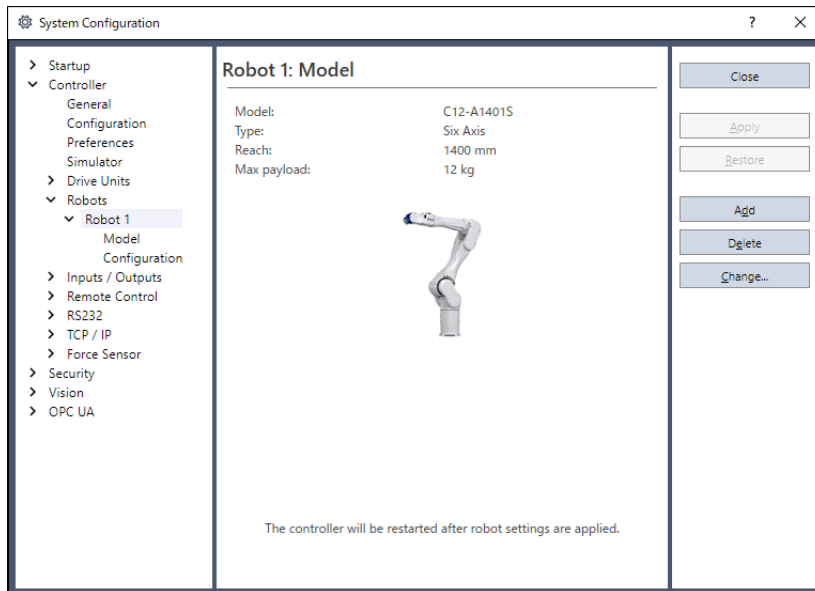 System Configuration
?
Startup
Controller
General
Configuration
Preferences
Simulator
Drive Units
Robots
Robot 1
Model
Configuration
Inputs / Outputs
Remote Control
RS232
TCP / IP
Force Sensor
Security
Vision
OPC UA
Robot 1: Model
Model: C12-A1401S
Type: Six Axis
Reach: 1400 mm
Max payload: 12 kg
The controller will be restarted after robot settings are applied.
Close
Apply
Restore
Add
Delete
Change...